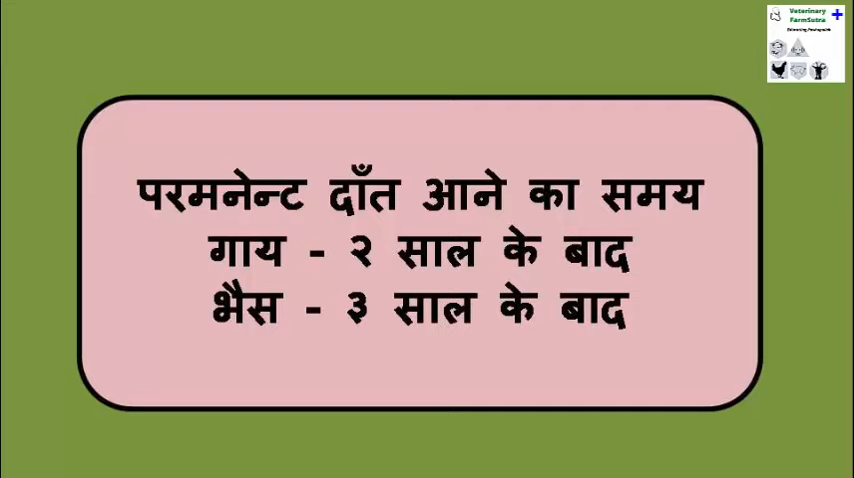 Veterinary
FarmSutra
परमनेन्ट दाँत आने का समय
गाय - २ साल के बाद
भैस - ३ साल के बाद